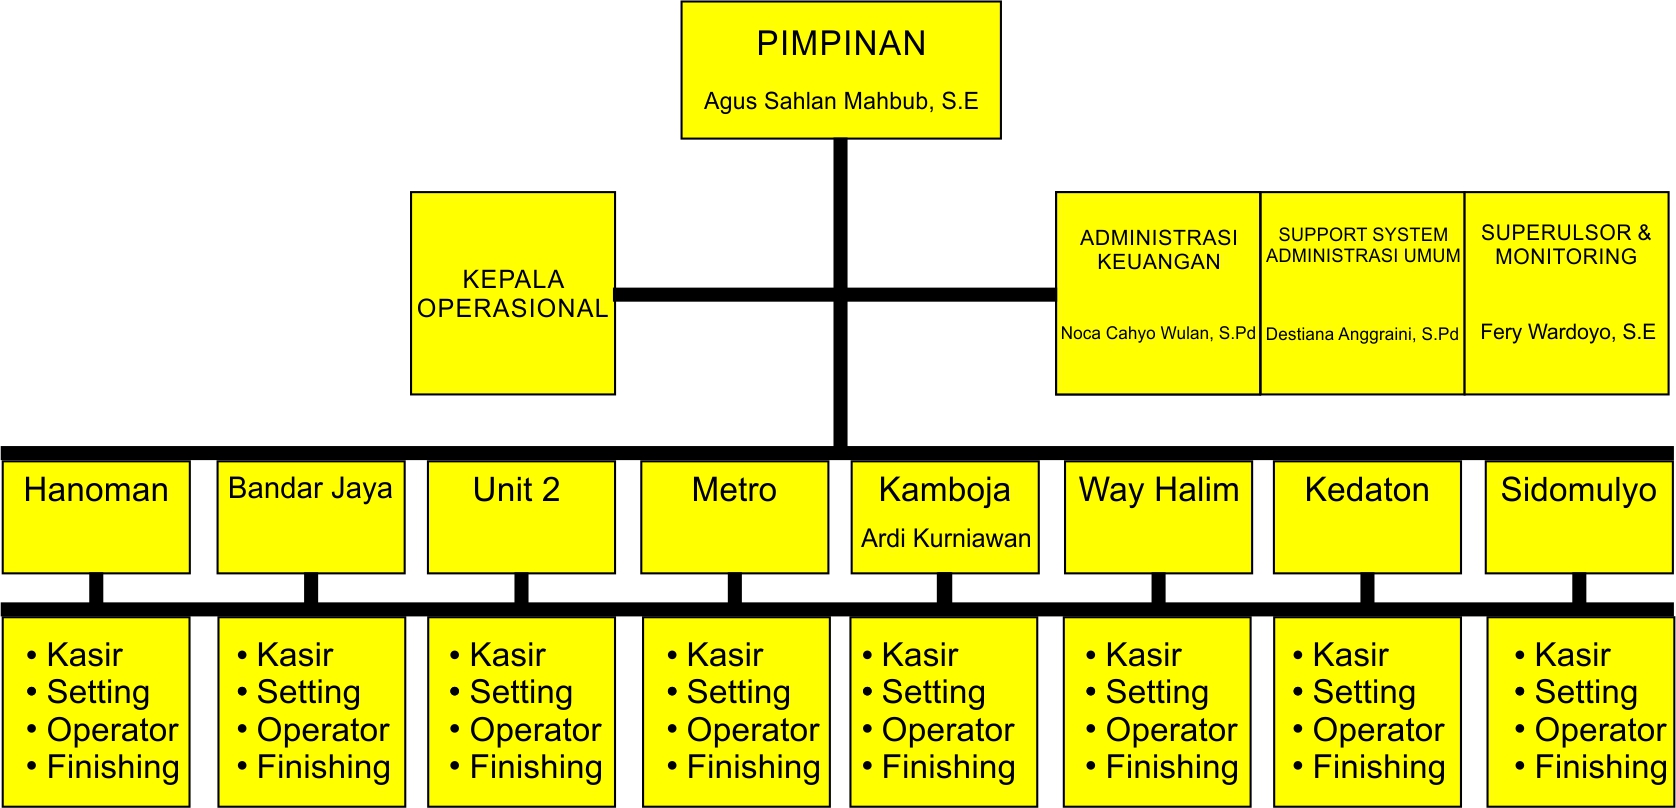 PIMPINAN
Agus Sahlan Mahbub, S.E
KEPALA
OPERASIONAL
ADMINISTRASI
KEUANGAN
Noca Cahyo Wulan, S.Pd
SUPPORT SYSTEM
ADMINISTRASI UMUM
Destiana Anggraini, S.Pd
SUPERULSOR &
MONITORING
Fery Wardoyo, S.E
Hanoman
Bandar Jaya
Unit 2
Metro
Kamboja
Ardi Kurniawan
Way Halim
Kedaton
Sidomulyo
• Kasir
• Setting
• Operator
• Finishing
• Kasir
• Setting
• Operator
• Finishing
• Kasir
• Setting
• Operator
• Finishing
• Kasir
• Setting
• Operator
• Finishing
• Kasir
• Setting
• Operator
• Finishing
• Kasir
• Setting
• Operator
• Finishing
• Kasir
• Setting
• Operator
• Finishing
• Kasir
• Setting
• Operator
• Finishing